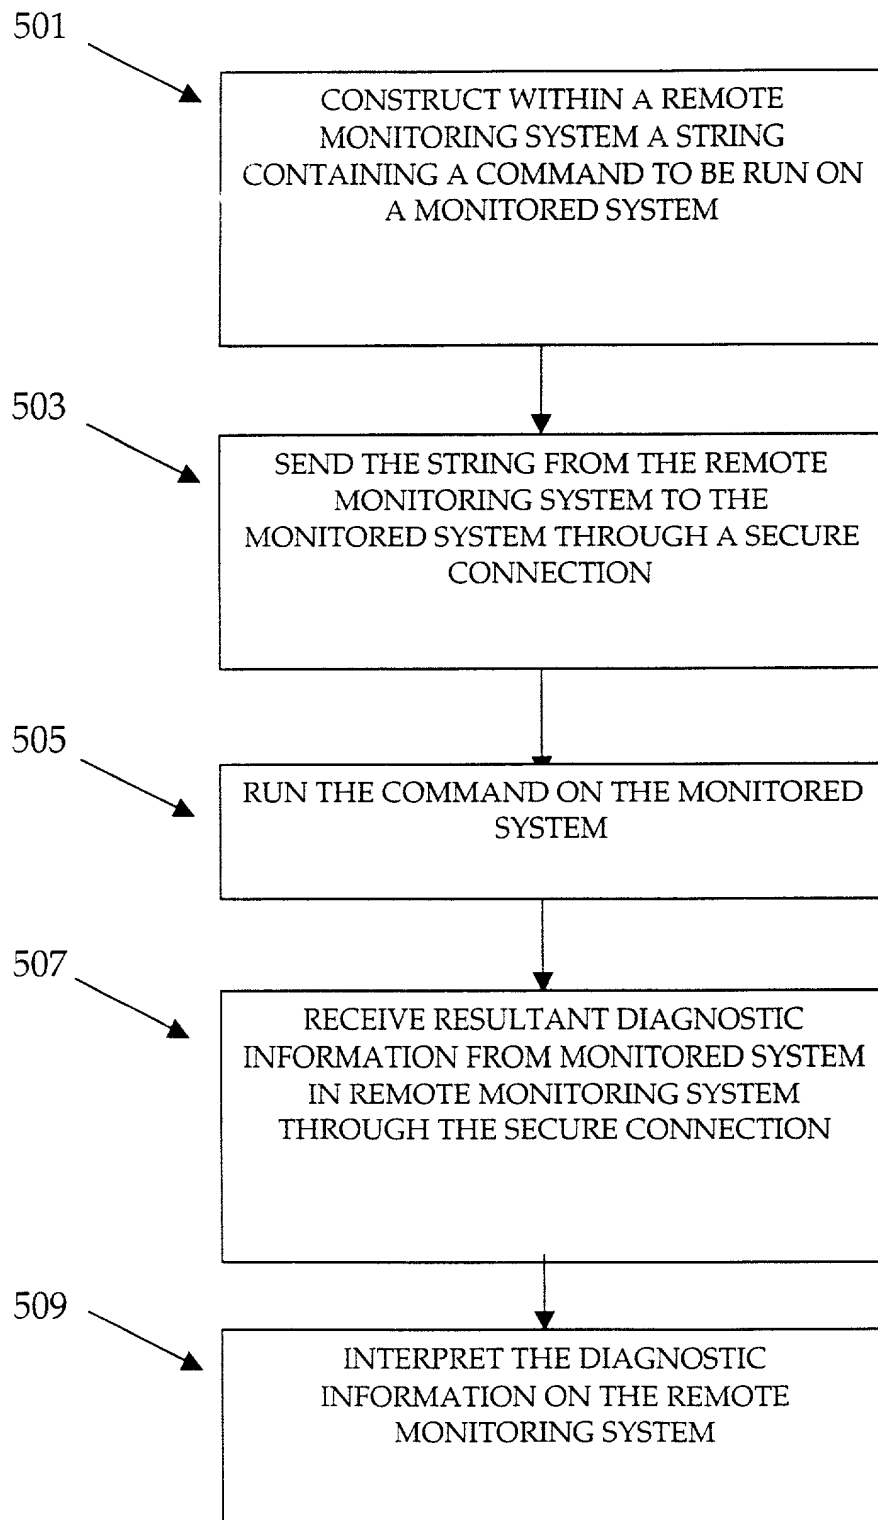 501
CONSTRUCT WITHIN A REMOTE
MONITORING SYSTEM A STRING
CONTAINING A COMMAND TO BE RUN ON
A MONITORED SYSTEM
503
SEND THE STRING FROM THE REMOTE
MONITORING SYSTEM TO THE
MONITORED SYSTEM THROUGH A SECURE
CONNECTION
505
RUN THE COMMAND ON THE MONITORED
SYSTEM
507
RECEIVE RESULTANT DIAGNOSTIC
INFORMATION FROM MONITORED SYSTEM
IN REMOTE MONITORING SYSTEM
THROUGH THE SECURE CONNECTION
509
INTERPRET THE DIAGNOSTIC
INFORMATION ON THE REMOTE
MONITORING SYSTEM